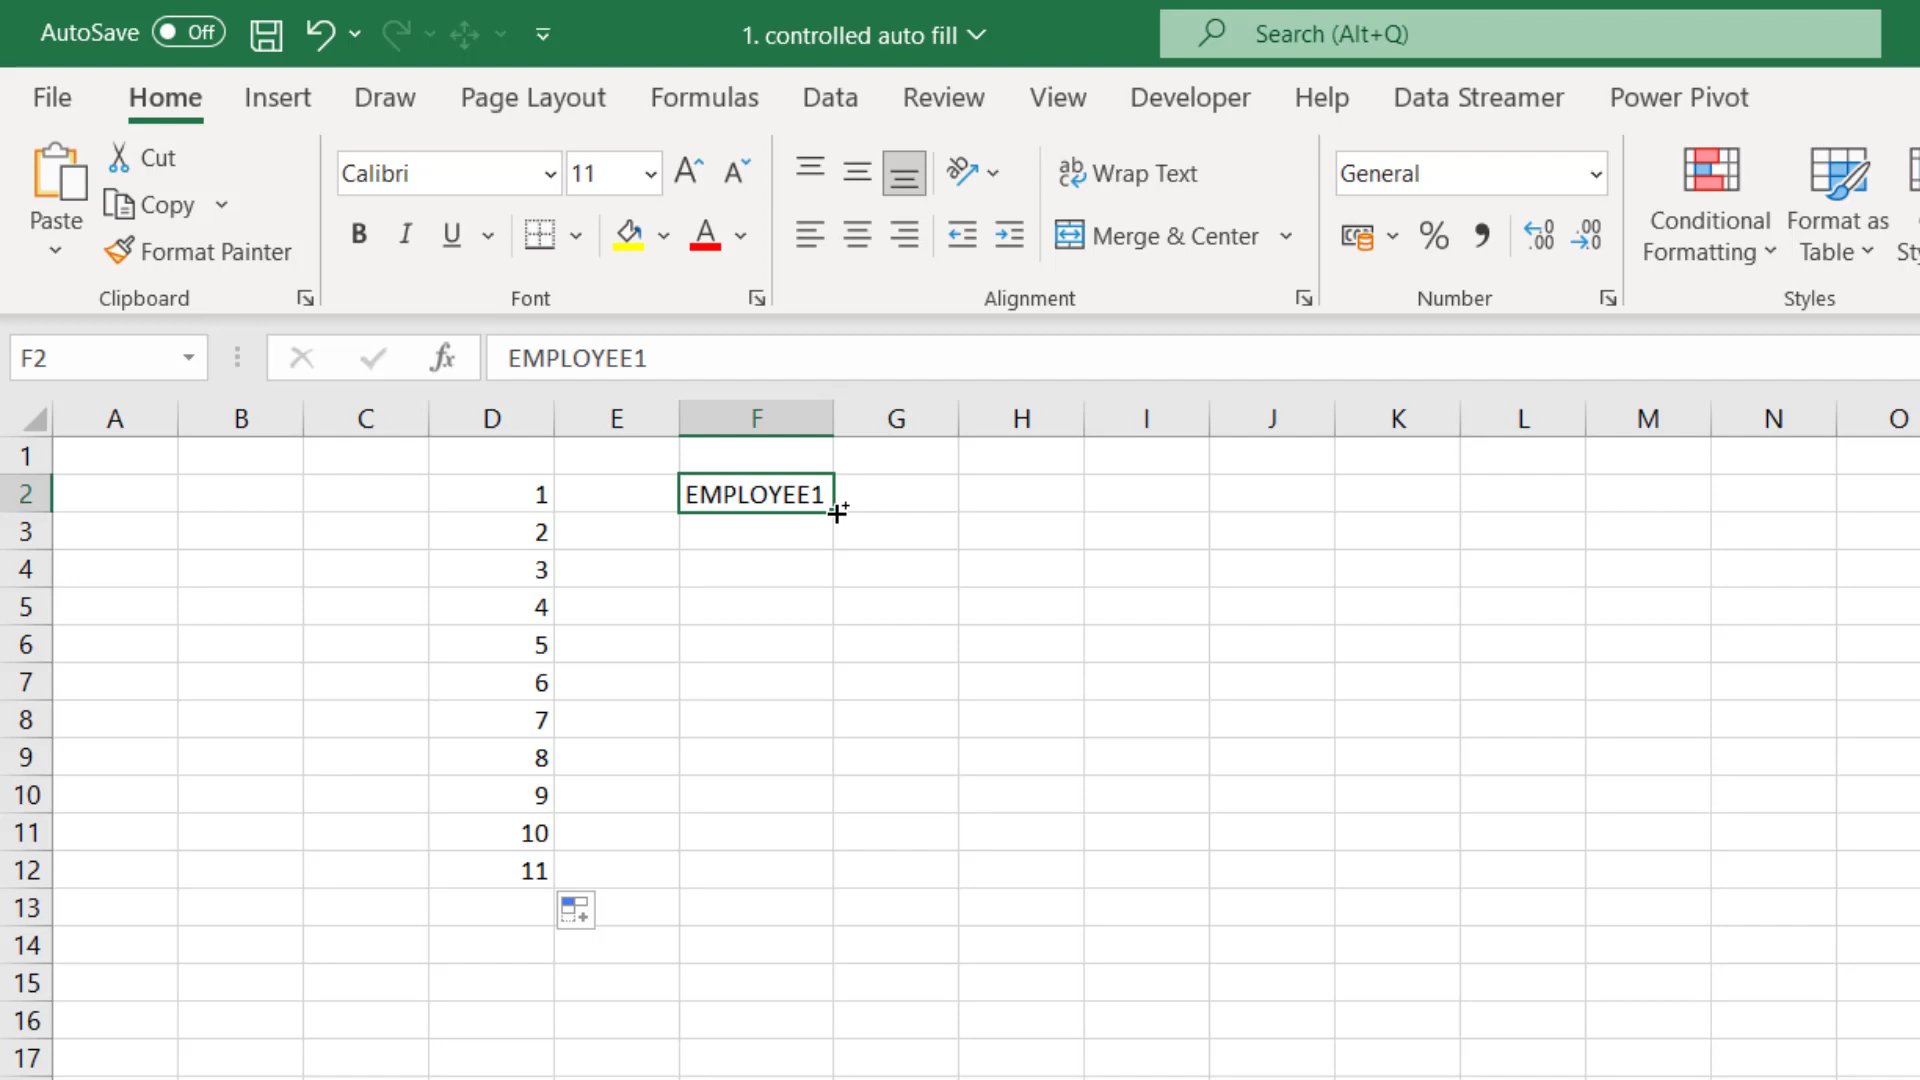 AutoSave Off 1. controlled auto fill Search (Alt+Q)
File Home Insert Draw Page Layout Formulas Data Review View Developer Help Data Streamer Power Pivot
Paste
Cut
Copy
Format Painter
Clipboard
Calibri 11
B I U A
Font
ab Wrap Text
Merge & Center
Alignment
General
% .00 .00
Number
Conditional Formatting
Format as Table
Styles
F2 fx EMPLOYEE1
A B C D E F G H I J K L M N O
1
2 1 EMPLOYEE1
3 2
4 3
5 4
6 5
7 6
8 7
9 8
10 9
11 10
12 11
13
14
15
16
17